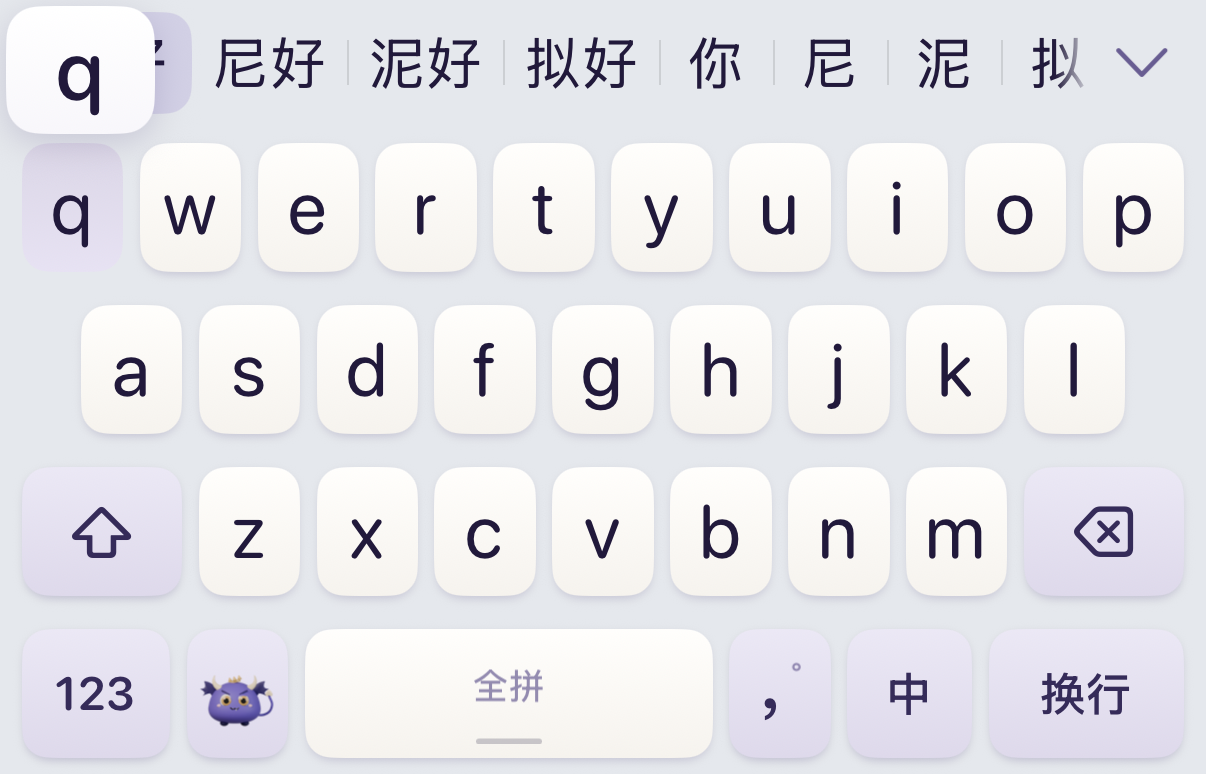 q 尼好 泥好 拟好 你 尼 泥 拟
q w e r t y u i o p
a s d f g h j k l
z x c v b n m
123 全拼 ，。 中 换行